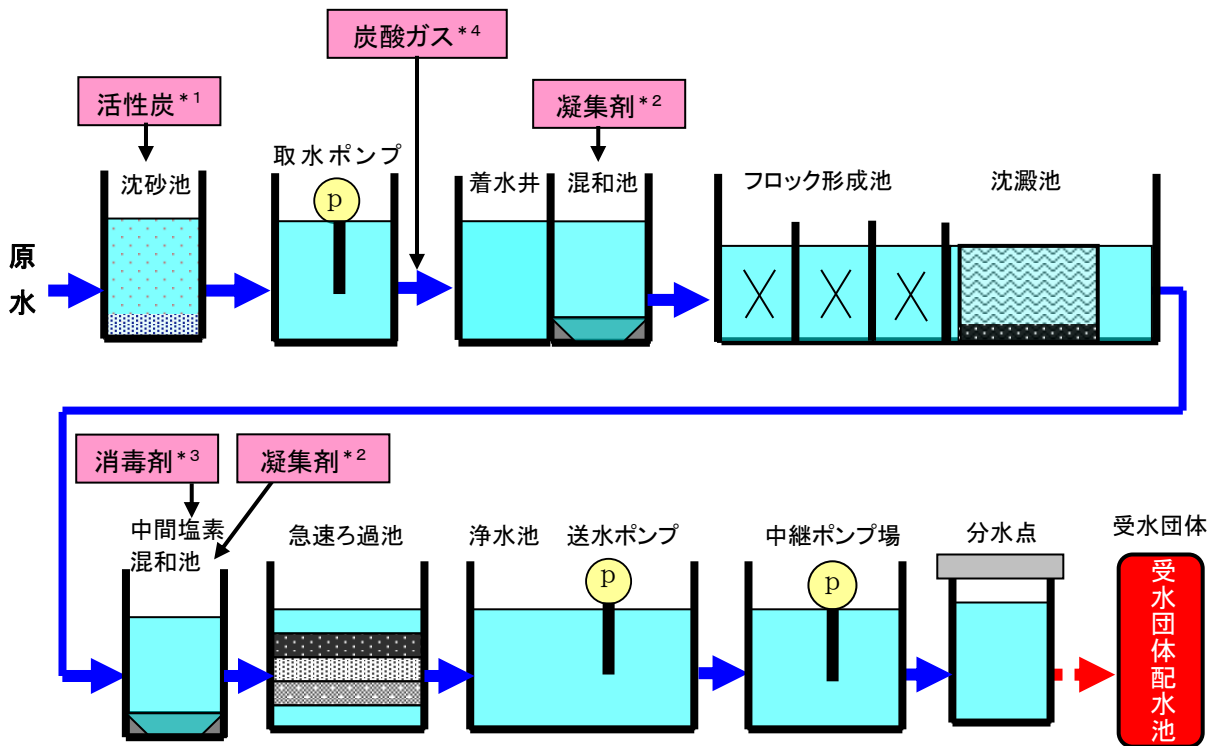 炭酸ガス*4
活性炭*1
凝集剤*2
沈砂池
取水ポンプ
着水井
混和池
フロック形成池
沈澱池
原水
p
消毒剤*3
凝集剤*2
中間塩素
混和池
急速ろ過池
浄水池
送水ポンプ
中継ポンプ場
分水点
受水団体
p
p
受水団体配水池